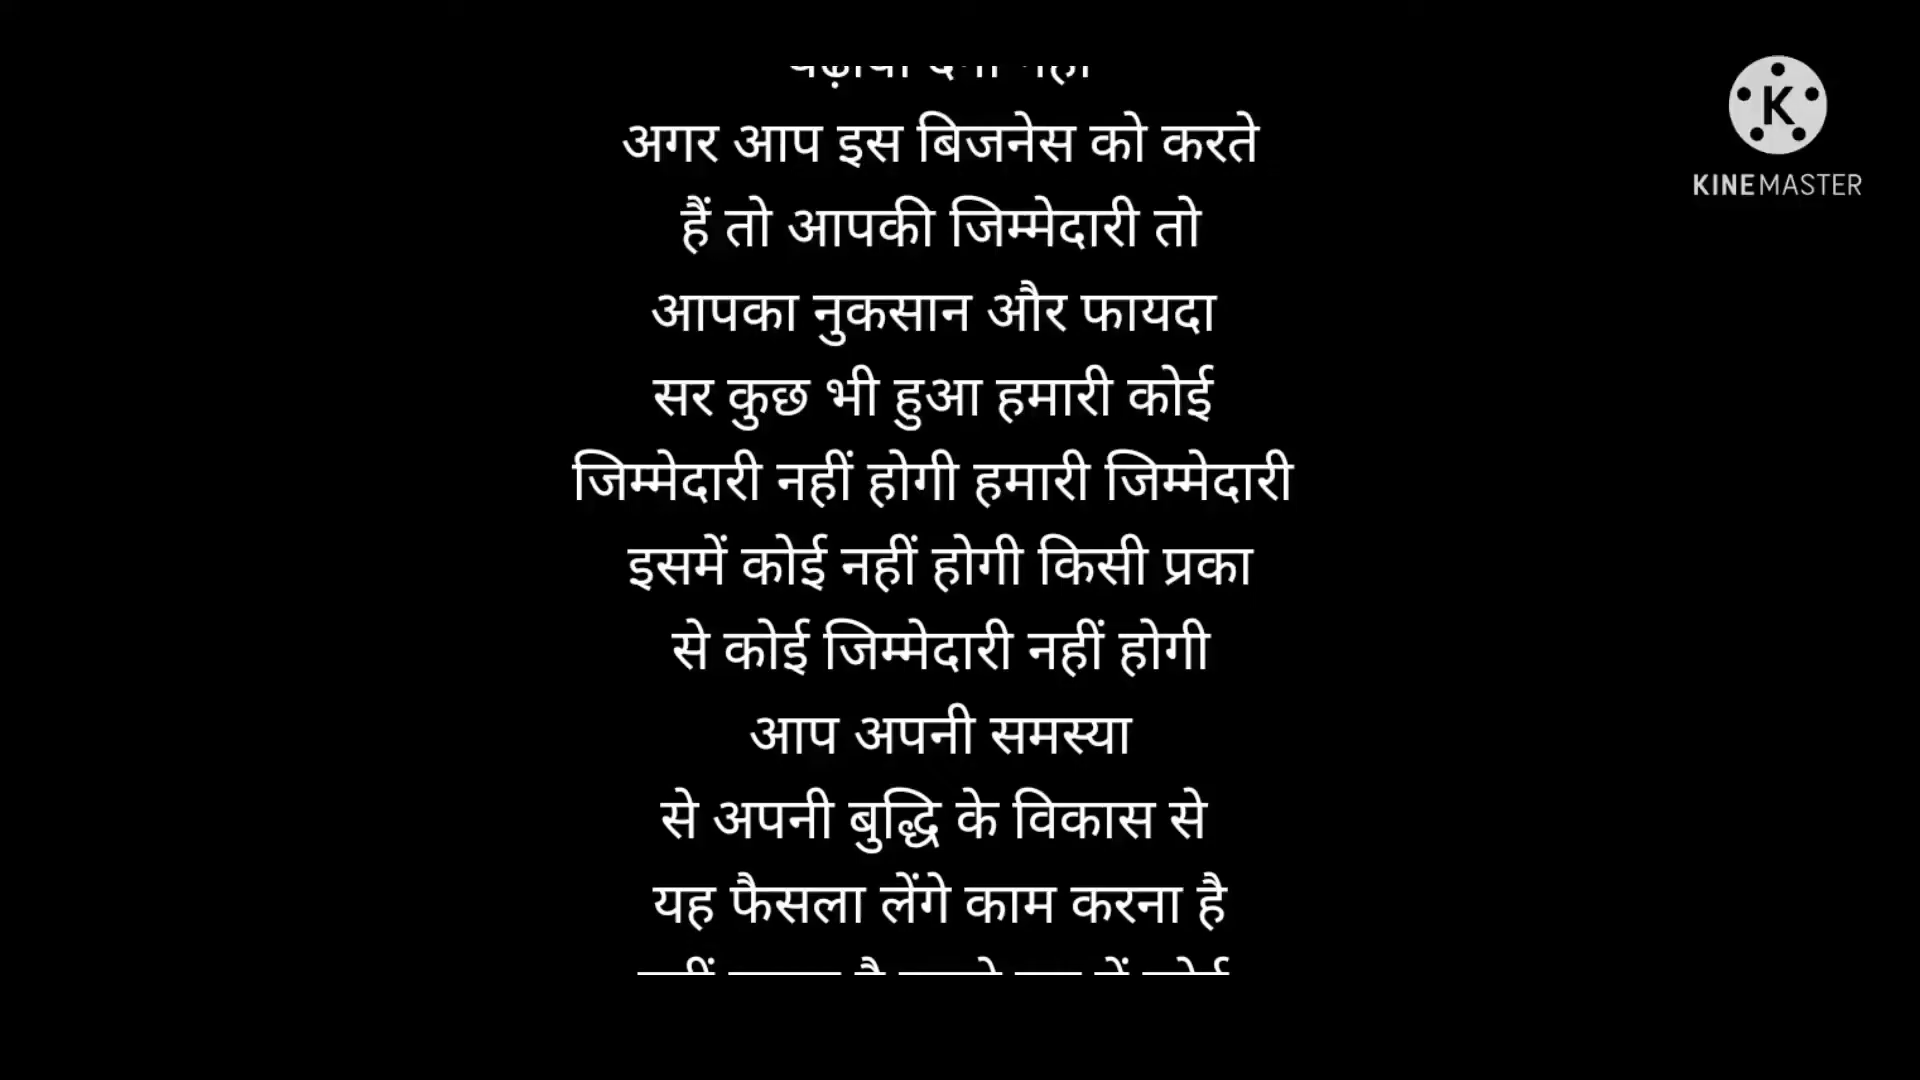 अगर आप इस बिजनेस को करते
हैं तो आपकी जिम्मेदारी तो
आपका नुकसान और फायदा
सर कुछ भी हुआ हमारी कोई
जिम्मेदारी नहीं होगी हमारी जिम्मेदारी
इसमें कोई नहीं होगी किसी प्रका
से कोई जिम्मेदारी नहीं होगी
आप अपनी समस्या
से अपनी बुद्धि के विकास से
यह फैसला लेंगे काम करना है
K
KINEMASTER